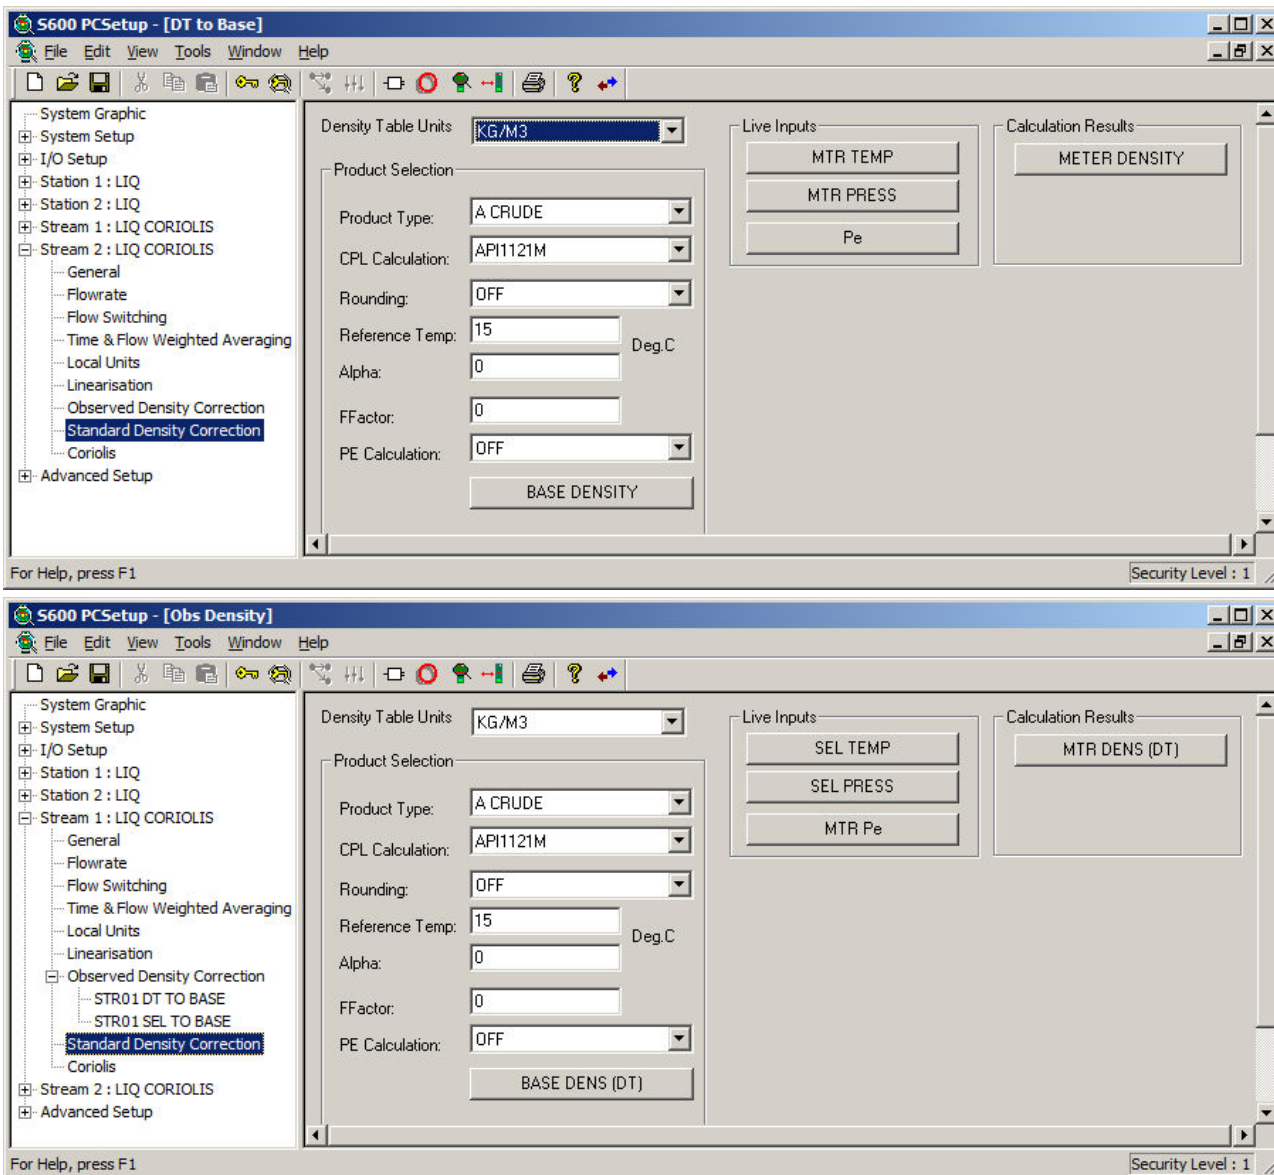 S600 PCSetup - [DT to Base]
File Edit View Tools Window Help
System Graphic
System Setup
I/O Setup
Station 1 : LIQ
Station 2 : LIQ
Stream 1 : LIQ CORIOLIS
Stream 2 : LIQ CORIOLIS
General
Flowrate
Flow Switching
Time & Flow Weighted Averaging
Local Units
Linearisation
Observed Density Correction
Standard Density Correction
Coriolis
Advanced Setup
Density Table Units KG/M3
Product Selection
Product Type: A CRUDE
CPL Calculation: API1121M
Rounding: OFF
Reference Temp: 15 Deg.C
Alpha: 0
FFactor: 0
PE Calculation: OFF
BASE DENSITY
Live Inputs
MTR TEMP
MTR PRESS
Pe
Calculation Results
METER DENSITY
For Help, press F1
Security Level : 1
S600 PCSetup - [Obs Density]
File Edit View Tools Window Help
System Graphic
System Setup
I/O Setup
Station 1 : LIQ
Station 2 : LIQ
Stream 1 : LIQ CORIOLIS
General
Flowrate
Flow Switching
Time & Flow Weighted Averaging
Local Units
Linearisation
Observed Density Correction
STR01 DT TO BASE
STR01 SEL TO BASE
Standard Density Correction
Coriolis
Stream 2 : LIQ CORIOLIS
Advanced Setup
Density Table Units KG/M3
Product Selection
Product Type: A CRUDE
CPL Calculation: API1121M
Rounding: OFF
Reference Temp: 15 Deg.C
Alpha: 0
FFactor: 0
PE Calculation: OFF
BASE DENS (DT)
Live Inputs
SEL TEMP
SEL PRESS
MTR Pe
Calculation Results
MTR DENS (DT)
For Help, press F1
Security Level : 1